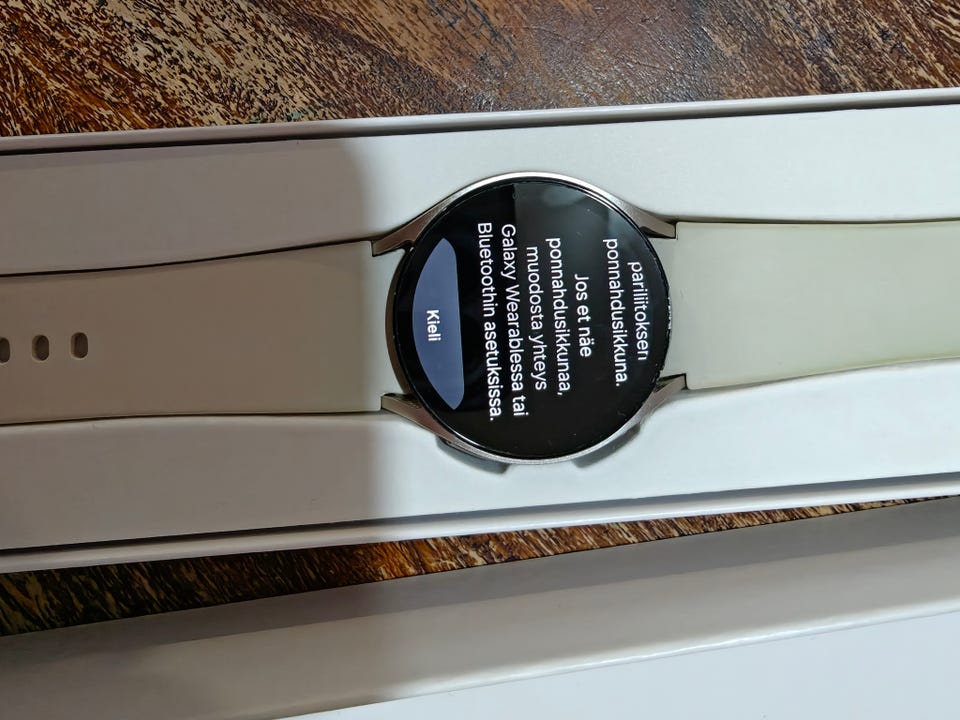 pariliitoksen
ponnahdusikkuna.
Jos et näe
ponnahdusikkunaa,
muodosta yhteys
Galaxy Wearablessa tai
Bluetoothin asetuksissa.
Kieli